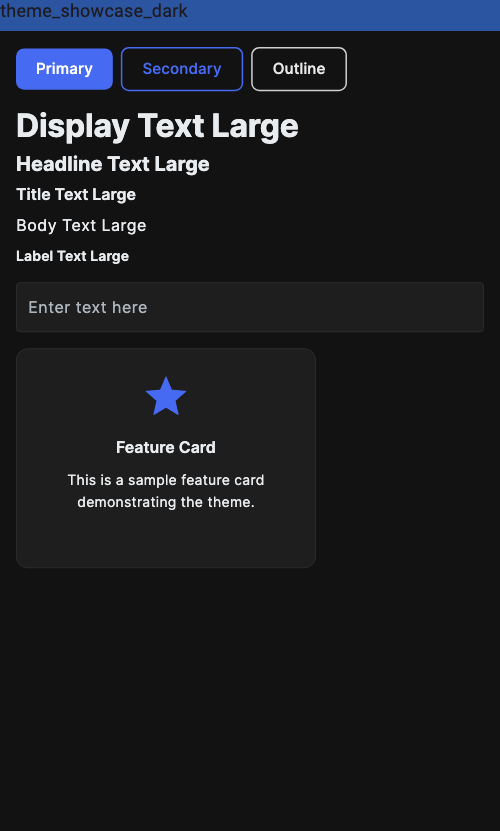 theme_showcase_dark
Primary
Secondary
Outline
Display Text Large
Headline Text Large
Title Text Large
Body Text Large
Label Text Large
Enter text here
Feature Card
This is a sample feature card
demonstrating the theme.